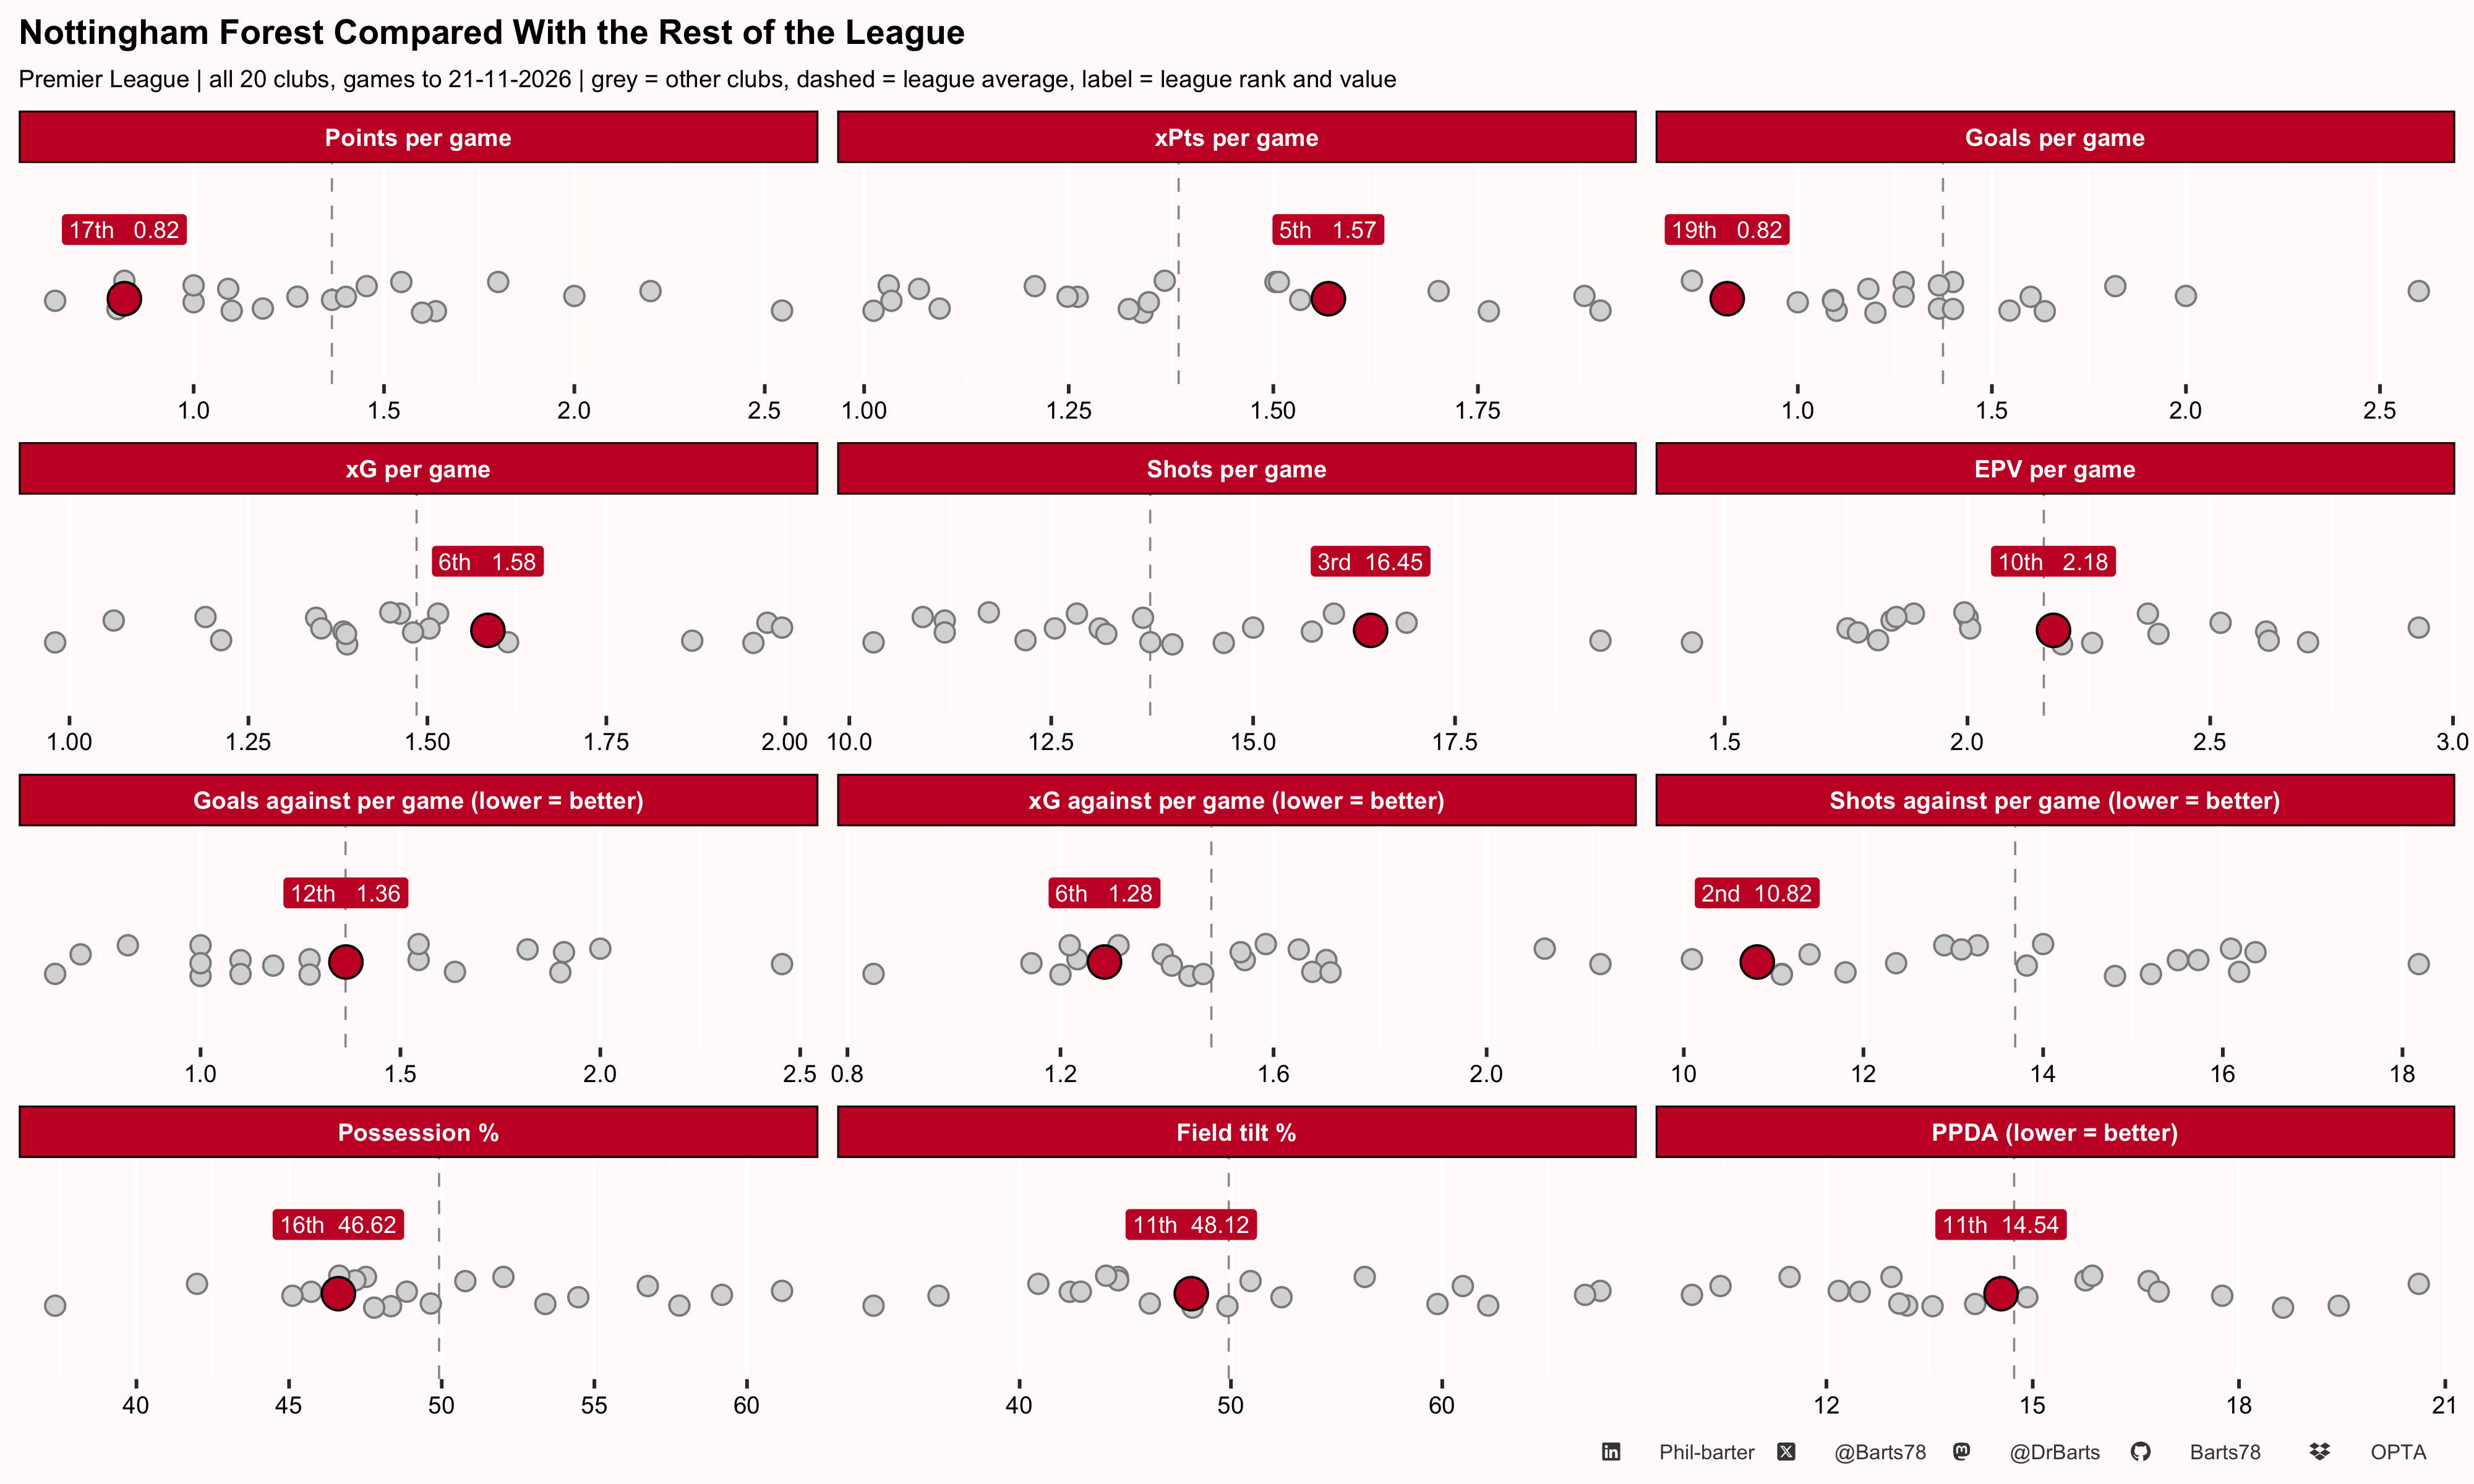 Nottingham Forest Compared With the Rest of the League
Premier League | all 20 clubs, games to 21-11-2026 | grey = other clubs, dashed = league average, label = league rank and value
Points per game
17th 0.82
1.0 1.5 2.0 2.5
xPts per game
5th 1.57
1.00 1.25 1.50 1.75
Goals per game
19th 0.82
1.0 1.5 2.0 2.5
xG per game
6th 1.58
1.00 1.25 1.50 1.75 2.00
Shots per game
3rd 16.45
10.0 12.5 15.0 17.5
EPV per game
10th 2.18
1.5 2.0 2.5 3.0
Goals against per game (lower = better)
12th 1.36
1.0 1.5 2.0 2.5
xG against per game (lower = better)
6th 1.28
0.8 1.2 1.6 2.0
Shots against per game (lower = better)
2nd 10.82
10 12 14 16 18
Possession %
16th 46.62
40 45 50 55 60
Field tilt %
11th 48.12
40 50 60
PPDA (lower = better)
11th 14.54
12 15 18 21
Phil-barter @Barts78 @DrBarts Barts78 OPTA